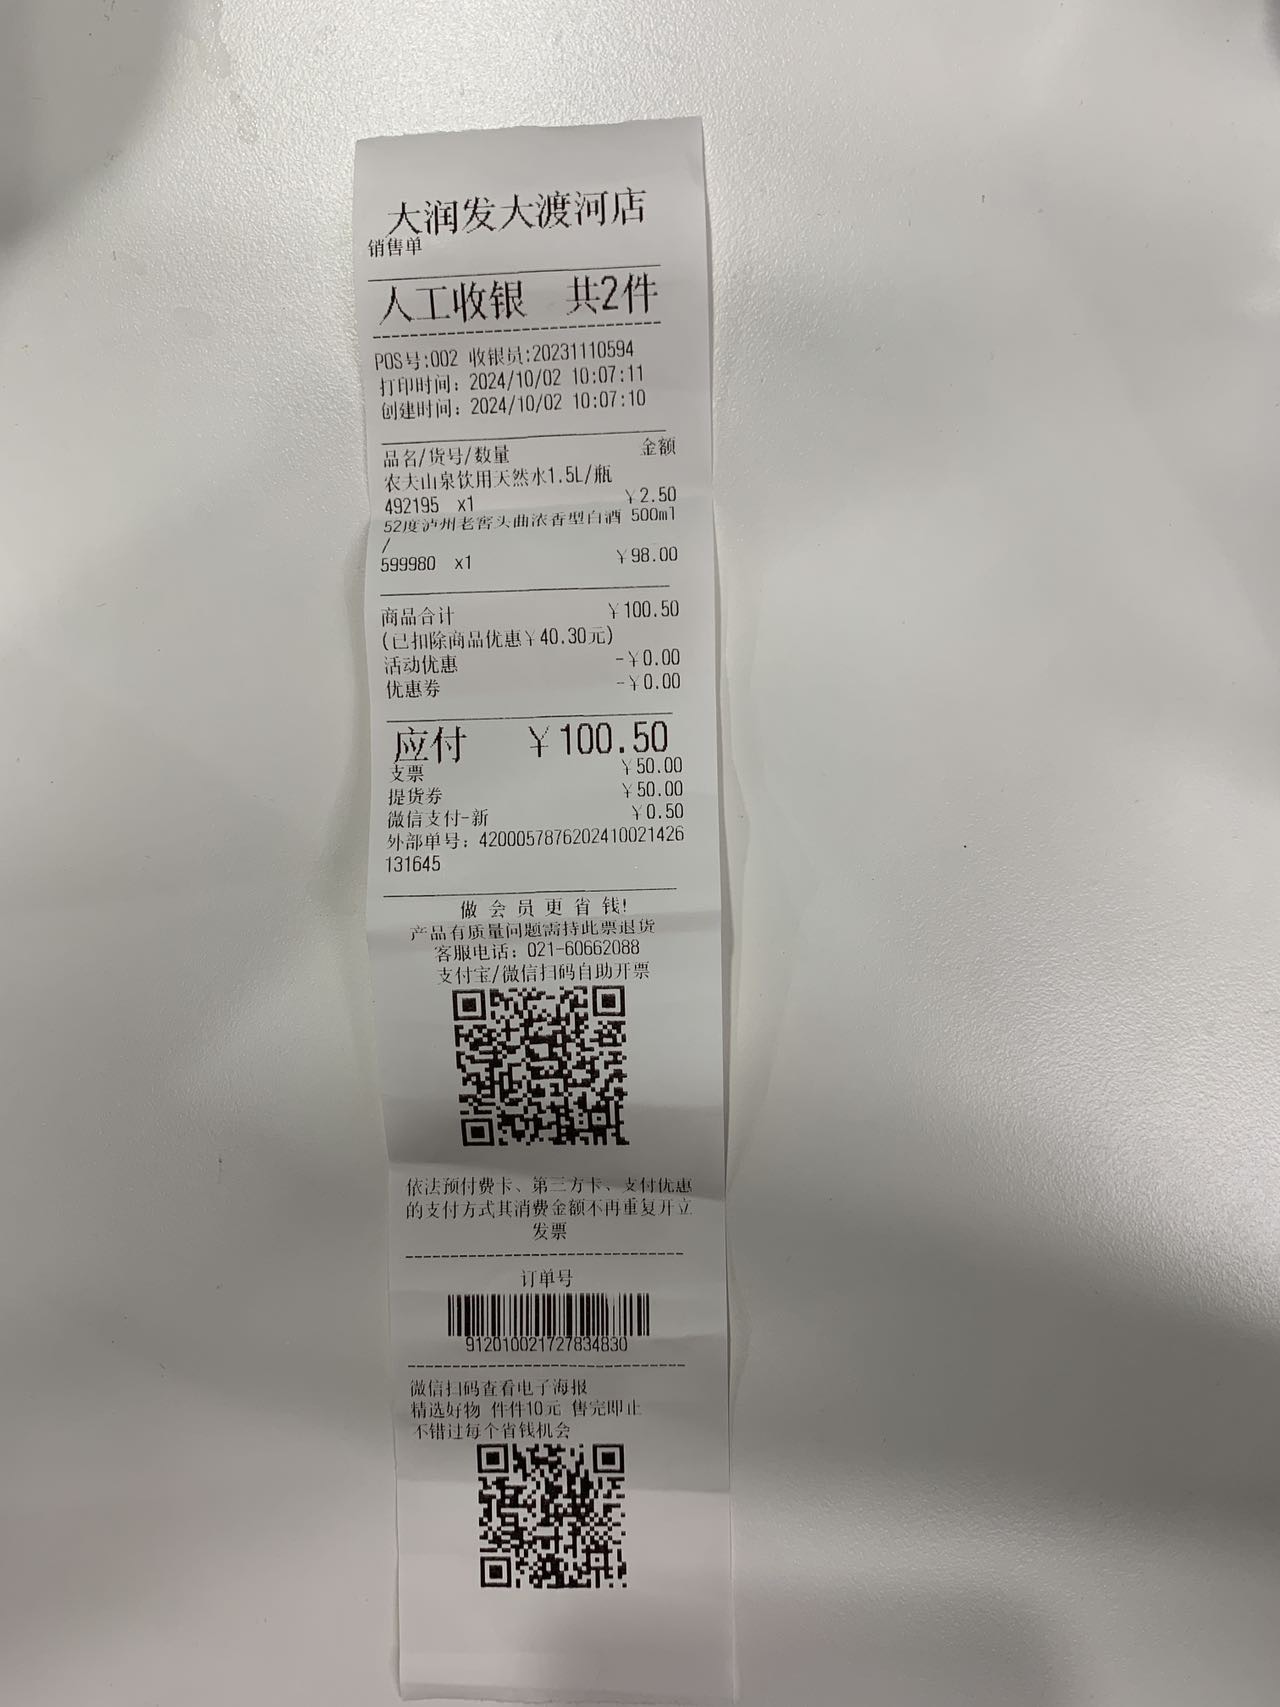 大润发大渡河店
销售单
人工收银 共2件
POS号:002 收银员:20231110594
打印时间: 2024/10/02 10:07:11
创建时间: 2024/10/02 10:07:10
品名/货号/数量 金额
农夫山泉饮用天然水1.5L/瓶
492195 x1 ¥2.50
52度泸州老窖头曲浓香型白酒 500ml
/
599980 x1 ¥98.00
商品合计 ¥100.50
(已扣除商品优惠¥40.30元)
活动优惠 -¥0.00
优惠券 -¥0.00
应付 ¥100.50
支票 ¥50.00
提货券 ¥50.00
微信支付-新 ¥0.50
外部单号: 4200057876202410021426
131645
做会员更省钱!
产品有质量问题需持此票退货
客服电话: 021-60662088
支付宝/微信扫码自助开票
依法预付费卡、第三方卡、支付优惠
的支付方式其消费金额不再重复开立
发票
订单号
912010021727834830
微信扫码查看电子海报
精选好物 件件10元 售完即止
不错过每个省钱机会